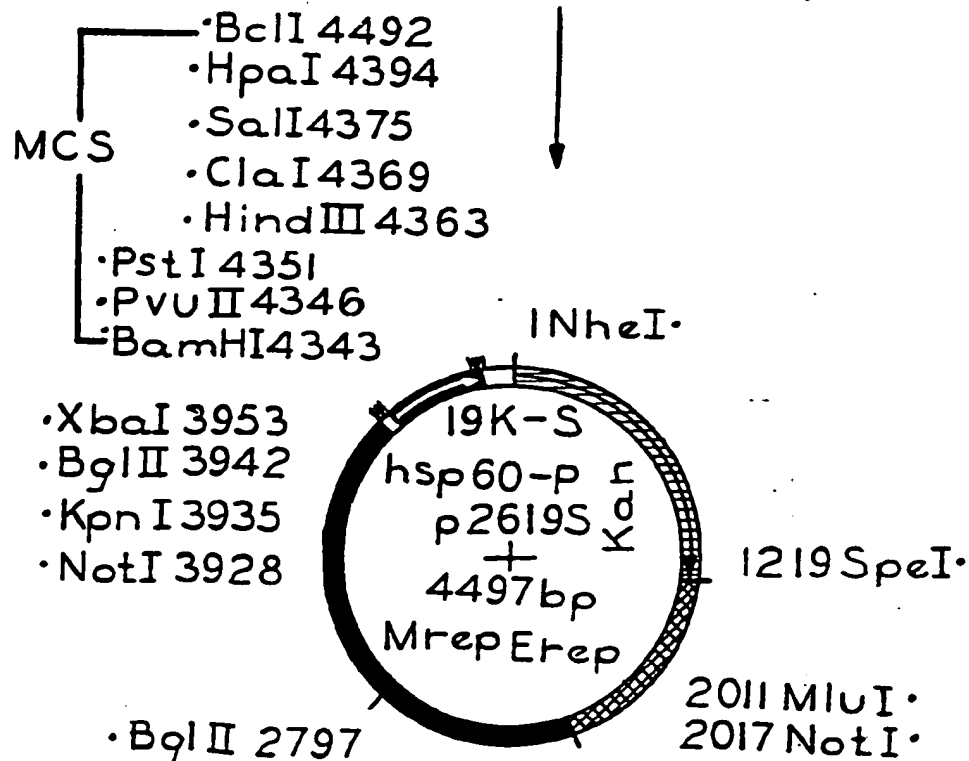 ·BclI 4492
·HpaI 4394
·SalI 4375
MCS
·ClaI 4369
·HindIII 4363
·PstI 4351
·PvuII 4346
·BamHI 4343
1NheI·
·XbaI 3953
·BglII 3942
·KpnI 3935
·NotI 3928
19K-S
hsp60-p
Kan
p2619S
4497bp
Mrep Erep
1219 SpeI·
2011 MluI·
2017 NotI·
·BglII 2797